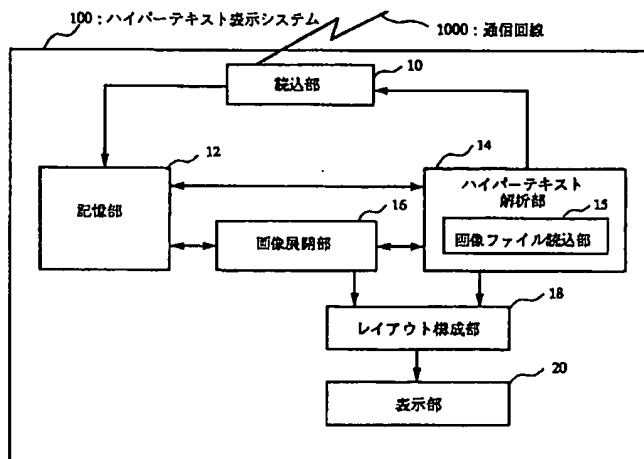 100：ハイパーテキスト表示システム
1000：通信回線
10
読込部
12
記憶部
14
ハイパーテキスト
解析部
15
画像ファイル読込部
16
画像展開部
18
レイアウト構成部
20
表示部